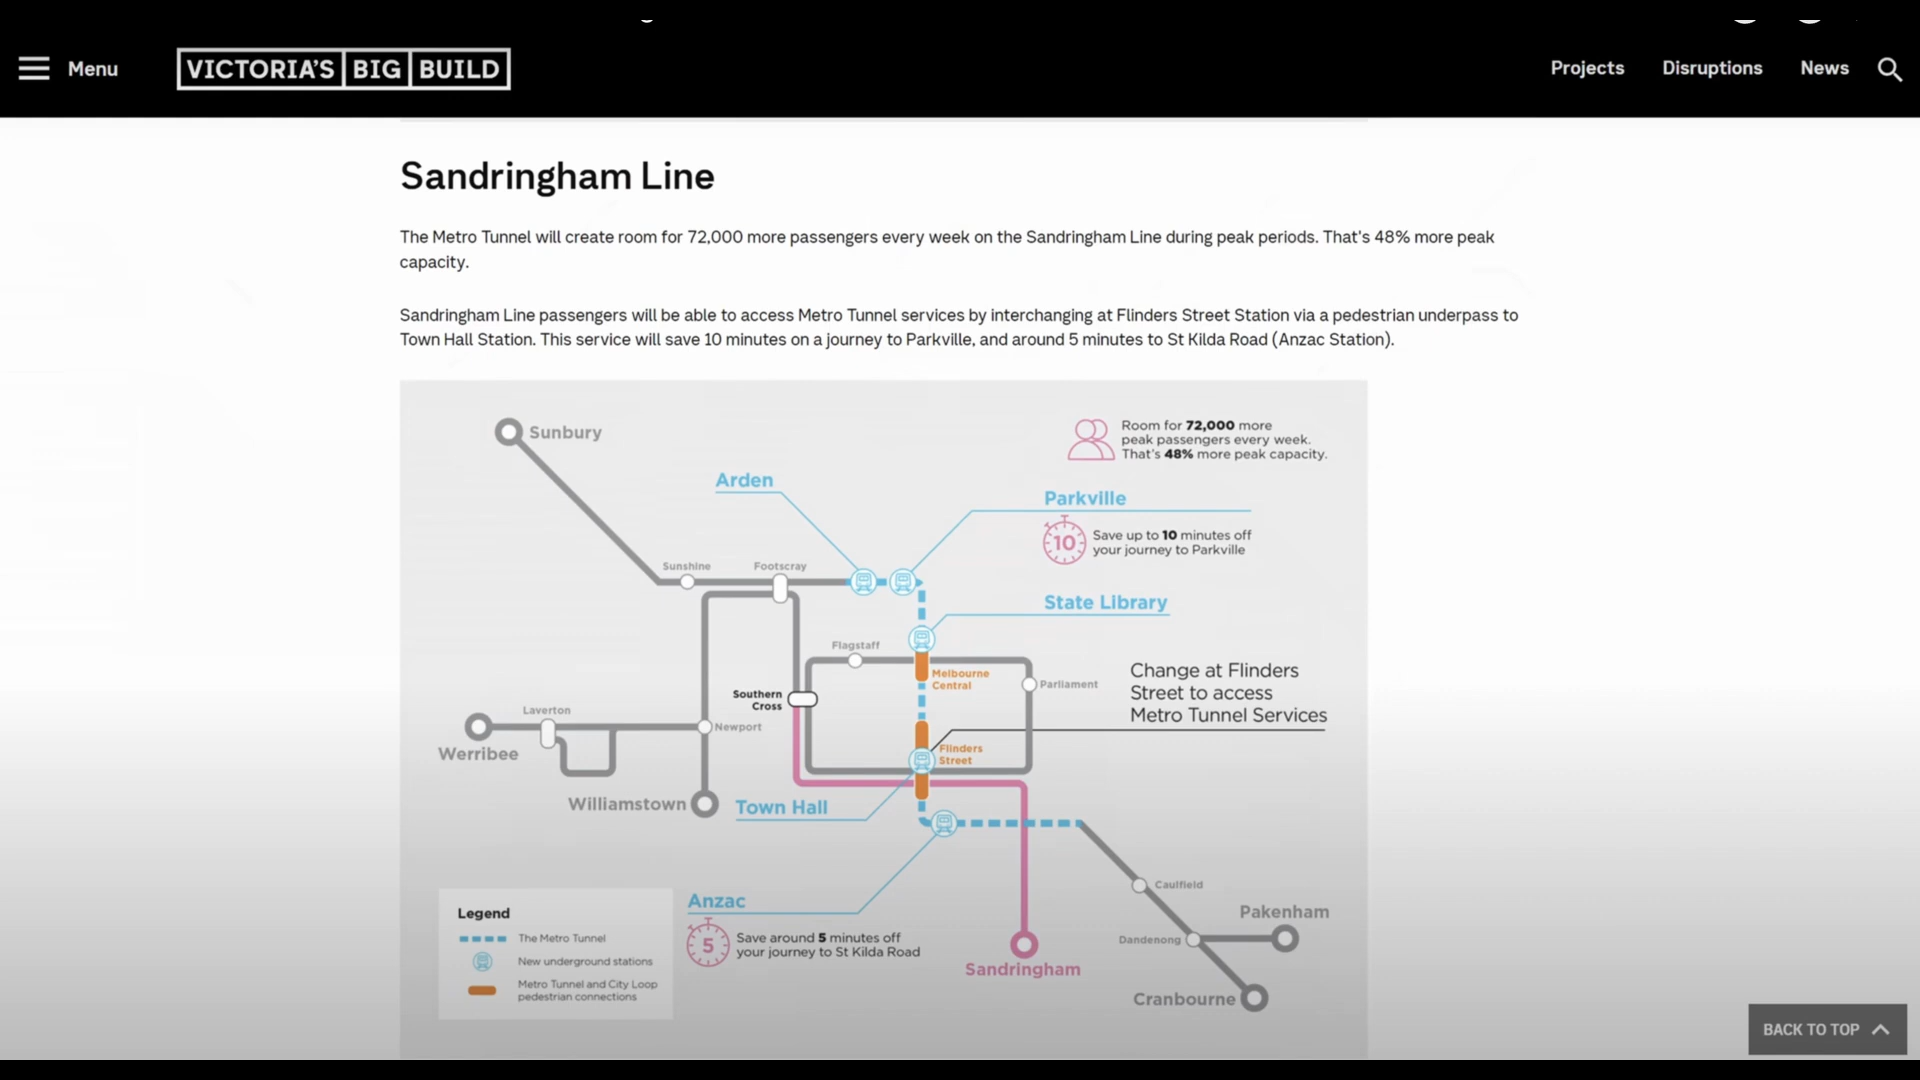 Menu
VICTORIA'S BIG BUILD
Projects
Disruptions
News
Sandringham Line
The Metro Tunnel will create room for 72,000 more passengers every week on the Sandringham Line during peak periods. That's 48% more peak
capacity.
Sandringham Line passengers will be able to access Metro Tunnel services by interchanging at Flinders Street Station via a pedestrian underpass to
Town Hall Station. This service will save 10 minutes on a journey to Parkville, and around 5 minutes to St Kilda Road (Anzac Station).
Sunbury
Room for 72,000 more
peak passengers every week.
That's 48% more peak capacity.
Arden
Parkville
10
Save up to 10 minutes off
your journey to Parkville
Sunshine
Footscray
State Library
Flagstaff
Melbourne
Central
Parliament
Change at Flinders
Street to access
Metro Tunnel Services
Southern
Cross
Laverton
Newport
Werribee
Flinders
Street
Williamstown
Town Hall
Caulfield
Anzac
5
Save around 5 minutes off
your journey to St Kilda Road
Pakenham
Dandenong
Sandringham
Cranbourne
Legend
The Metro Tunnel
New underground stations
Metro Tunnel and City Loop
pedestrian connections
BACK TO TOP